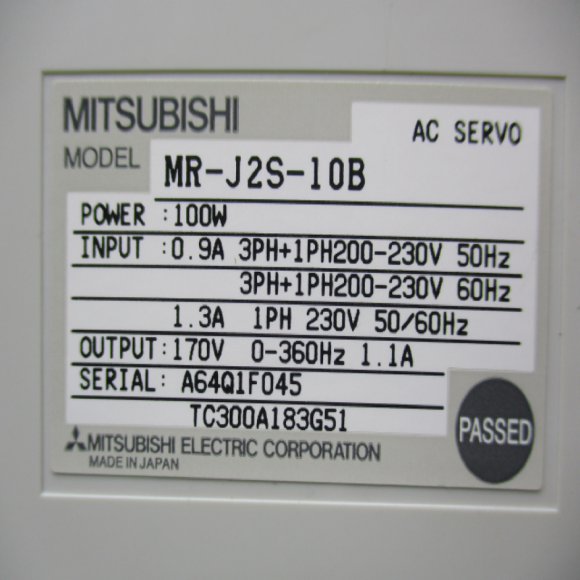 MITSUBISHI
AC SERVO
MODEL MR-J2S-10B
POWER :100W
INPUT :0.9A 3PH+1PH200-230V 50Hz
3PH+1PH200-230V 60Hz
1.3A 1PH 230V 50/60Hz
OUTPUT:170V 0-360Hz 1.1A
SERIAL: A64Q1F045
TC300A183G51
PASSED
MITSUBISHI ELECTRIC CORPORATION
MADE IN JAPAN